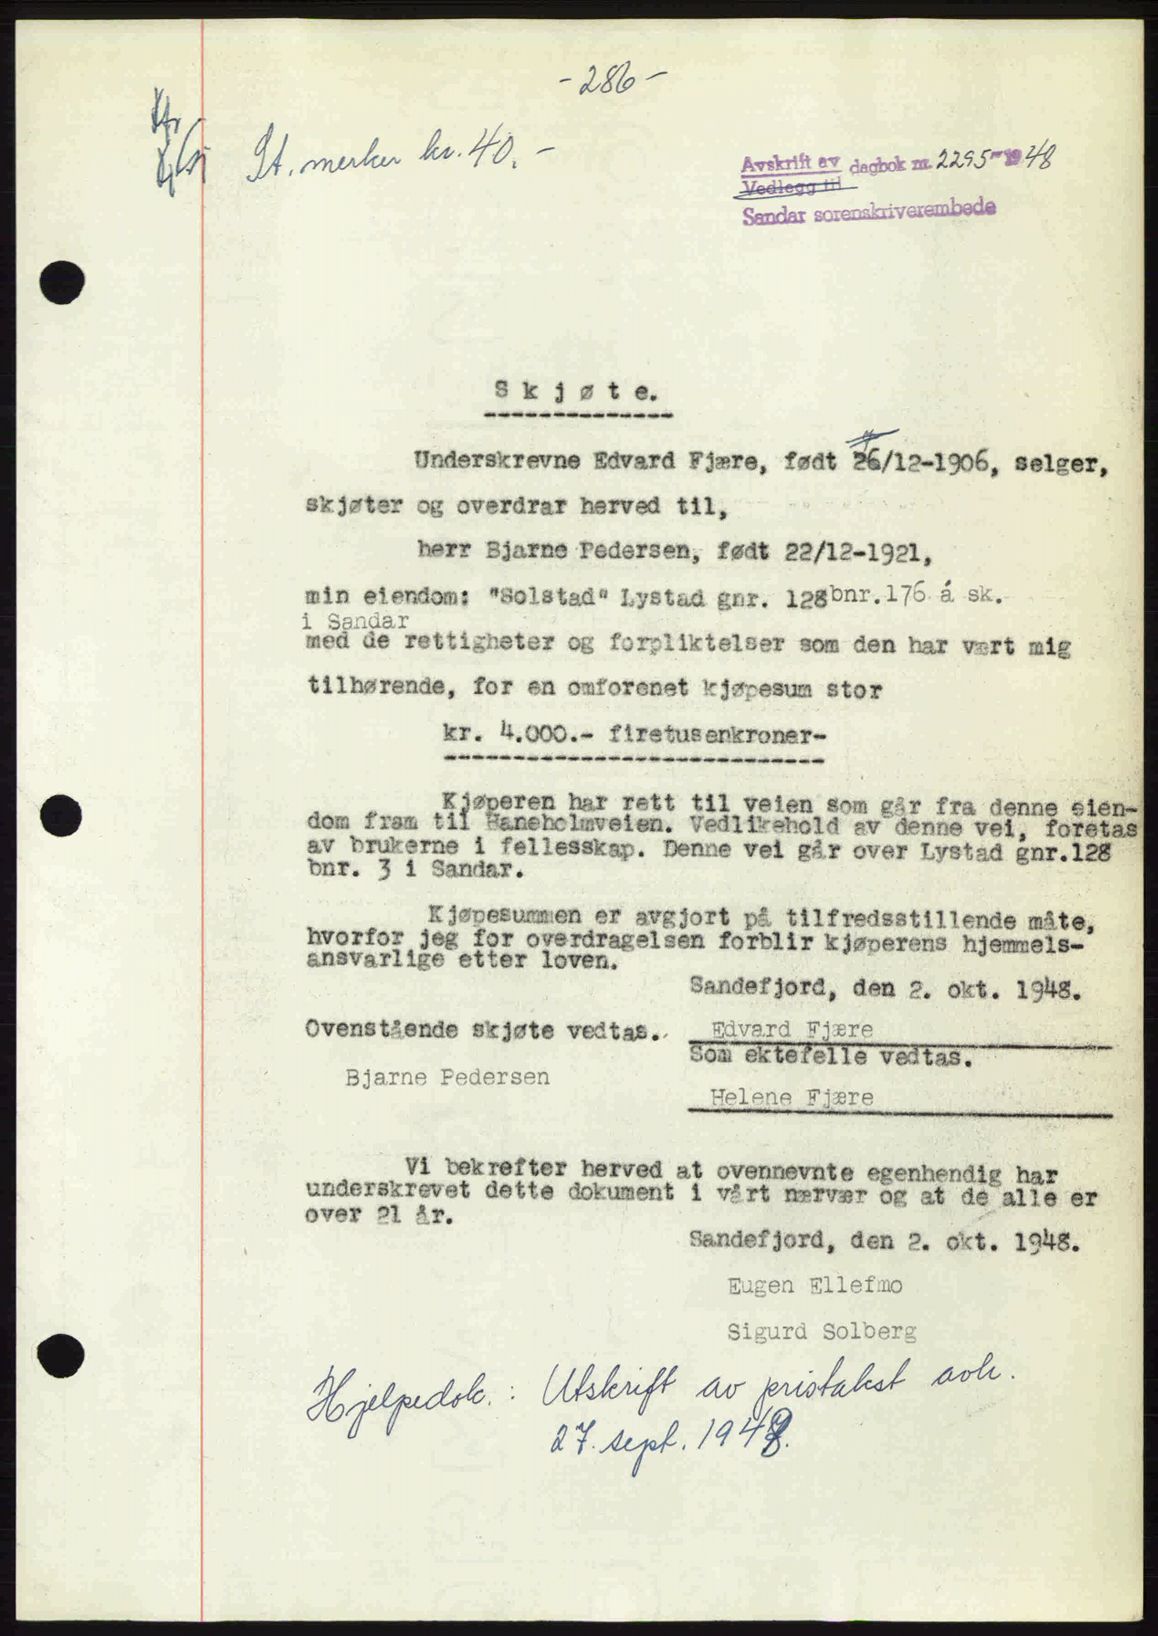 - 286 -
St. merker kr. 40.-
Avskrift av dagbok nr. 2295 - 1948
Vedlegg til
Sandar sorenskriverembede
Skjøte.
Underskrevne Edvard Fjære, født 26/12-1906, selger,
skjøter og overdrar herved til,
herr Bjarne Pedersen, født 22/12-1921,
min eiendom: "Solstad" Lystad gnr. 128 bnr. 176 á sk.
i Sandar
med de rettigheter og forpliktelser som den har vært mig
tilhørende, for en omforenet kjøpesum stor
kr. 4.000.- firetusenkroner-
Kjøperen har rett til veien som går fra denne eien-
dom fram til Haneholmveien. Vedlikehold av denne vei, foretas
av brukerne i fellesskap. Denne vei går over Lystad gnr.128
bnr. 3 i Sandar.
Kjøpesummen er avgjort på tilfredsstillende måte,
hvorfor jeg for overdragelsen forblir kjøperens hjemmels-
ansvarlige etter loven.
Sandefjord, den 2. okt. 1948.
Ovenstående skjøte vedtas. Edvard Fjære
Som ektefelle vedtas.
Bjarne Pedersen
Helene Fjære
Vi bekrefter herved at ovennevnte egenhendig har
underskrevet dette dokument i vårt nærvær og at de alle er
over 21 år.
Sandefjord, den 2. okt. 1948.
Eugen Ellefmo
Sigurd Solberg
Hjelpedok.: Utskrift av pristakst avh.
27. sept. 1948.